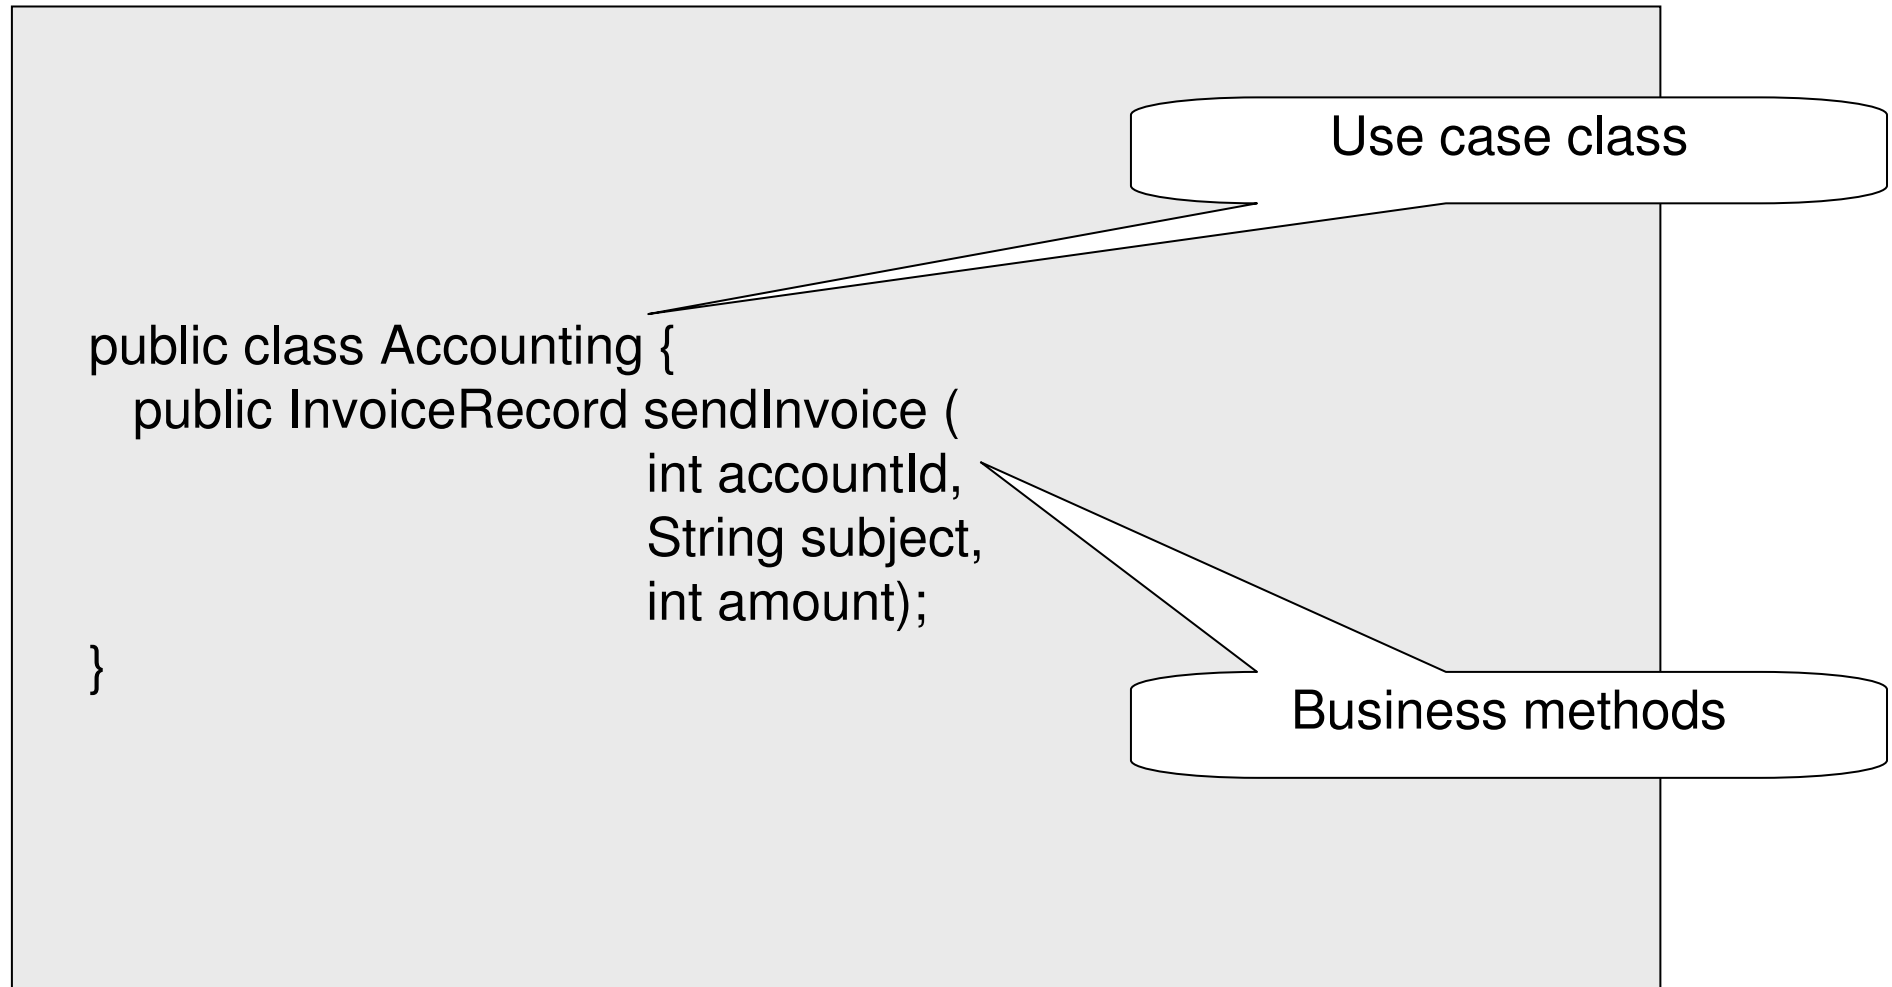 Use case class
public class Accounting {
public InvoiceRecord sendInvoice (
int accountId,
String subject,
int amount);
}
Business methods